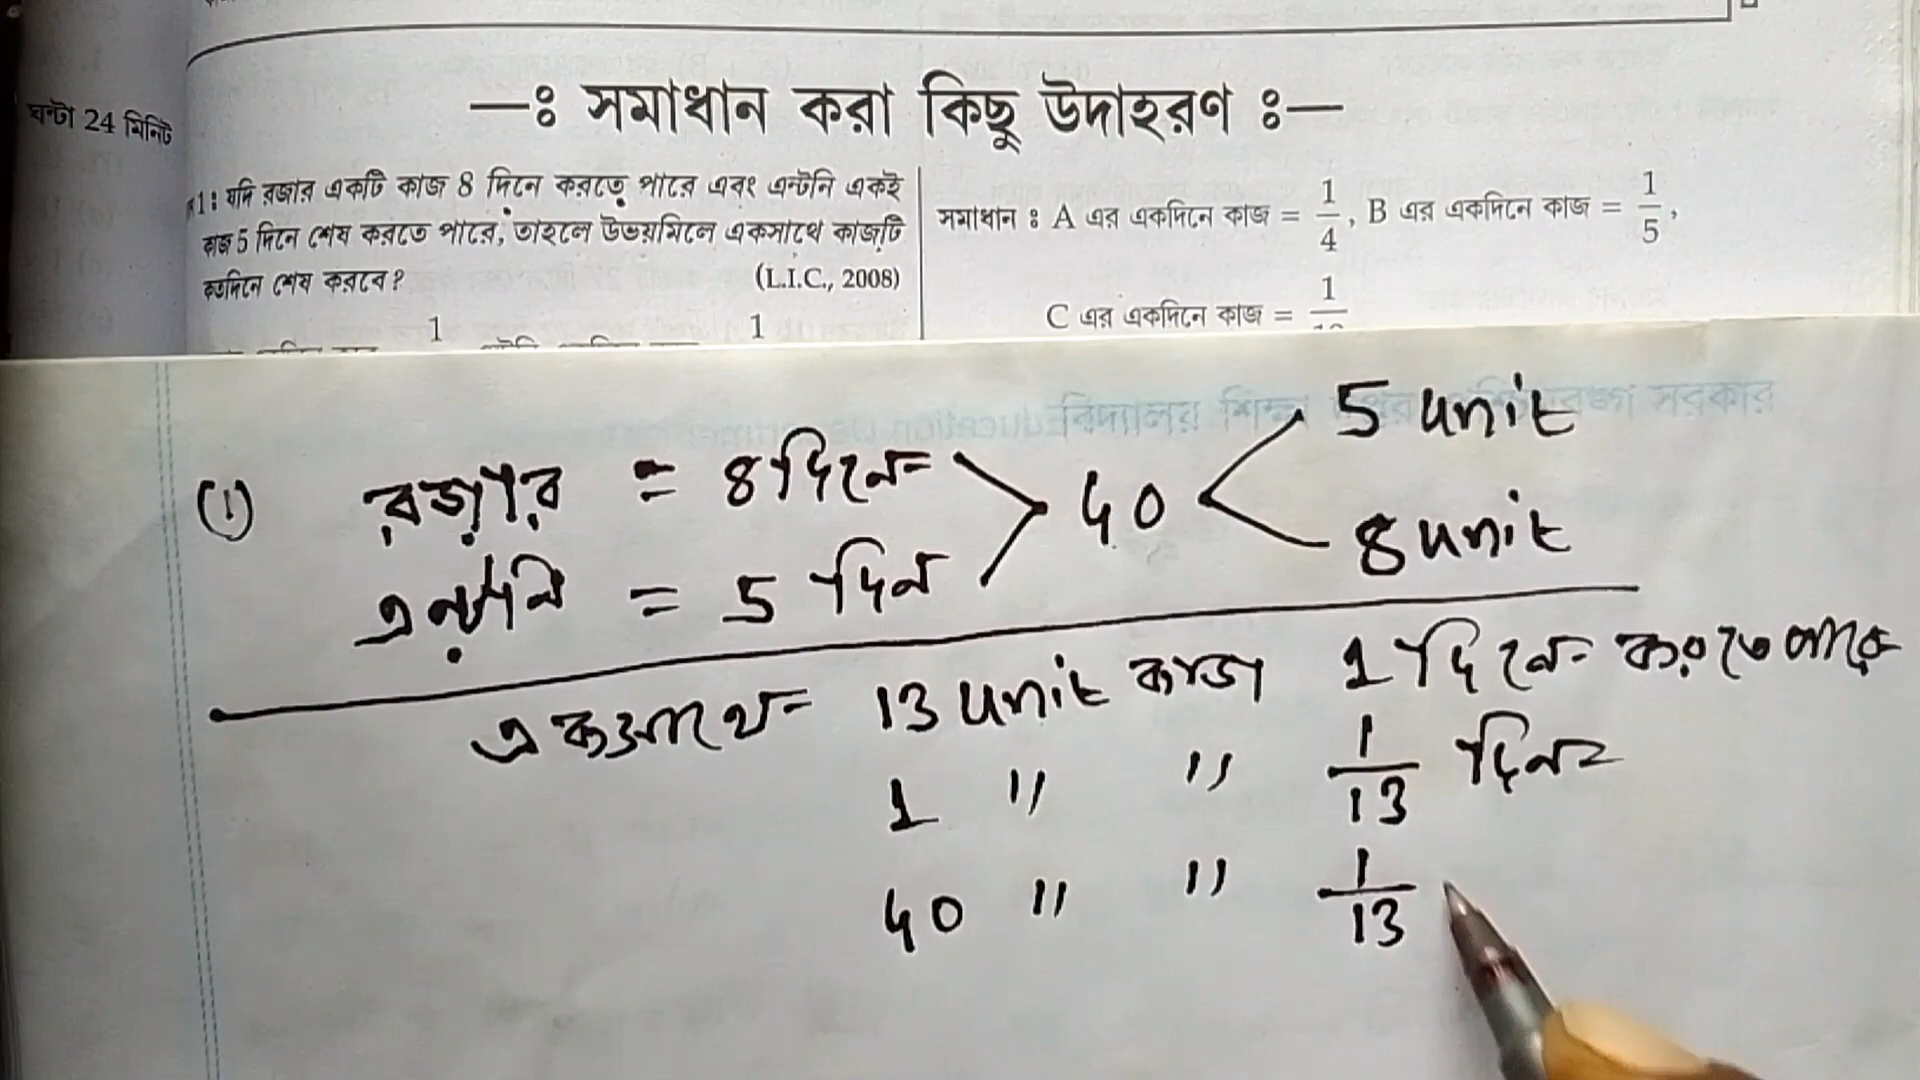 ঘন্টা 24 মিনিট
—ঃ সমাধান করা কিছু উদাহরণ ঃ—
1ঃ যদি রজার একটি কাজ 8 দিনে করতে পারে এবং এন্টনি একই
কাজ 5 দিনে শেষ করতে পারে, তাহলে উভয়মিলে একসাথে কাজটি
কতদিনে শেষ করবে? (L.I.C., 2008)
1 1
সমাধান ঃ A এর একদিনে কাজ = 1/4, B এর একদিনে কাজ = 1/5,
C এর একদিনে কাজ = 1
(1) রজার = 8 দিনে
এন্টনি = 5 দিন
40
5 unit
8 unit
একসাথে 13 unit কাজ 1 দিনে করতে পারে
1 " " 1/13 দিনে
40 " " 1/13